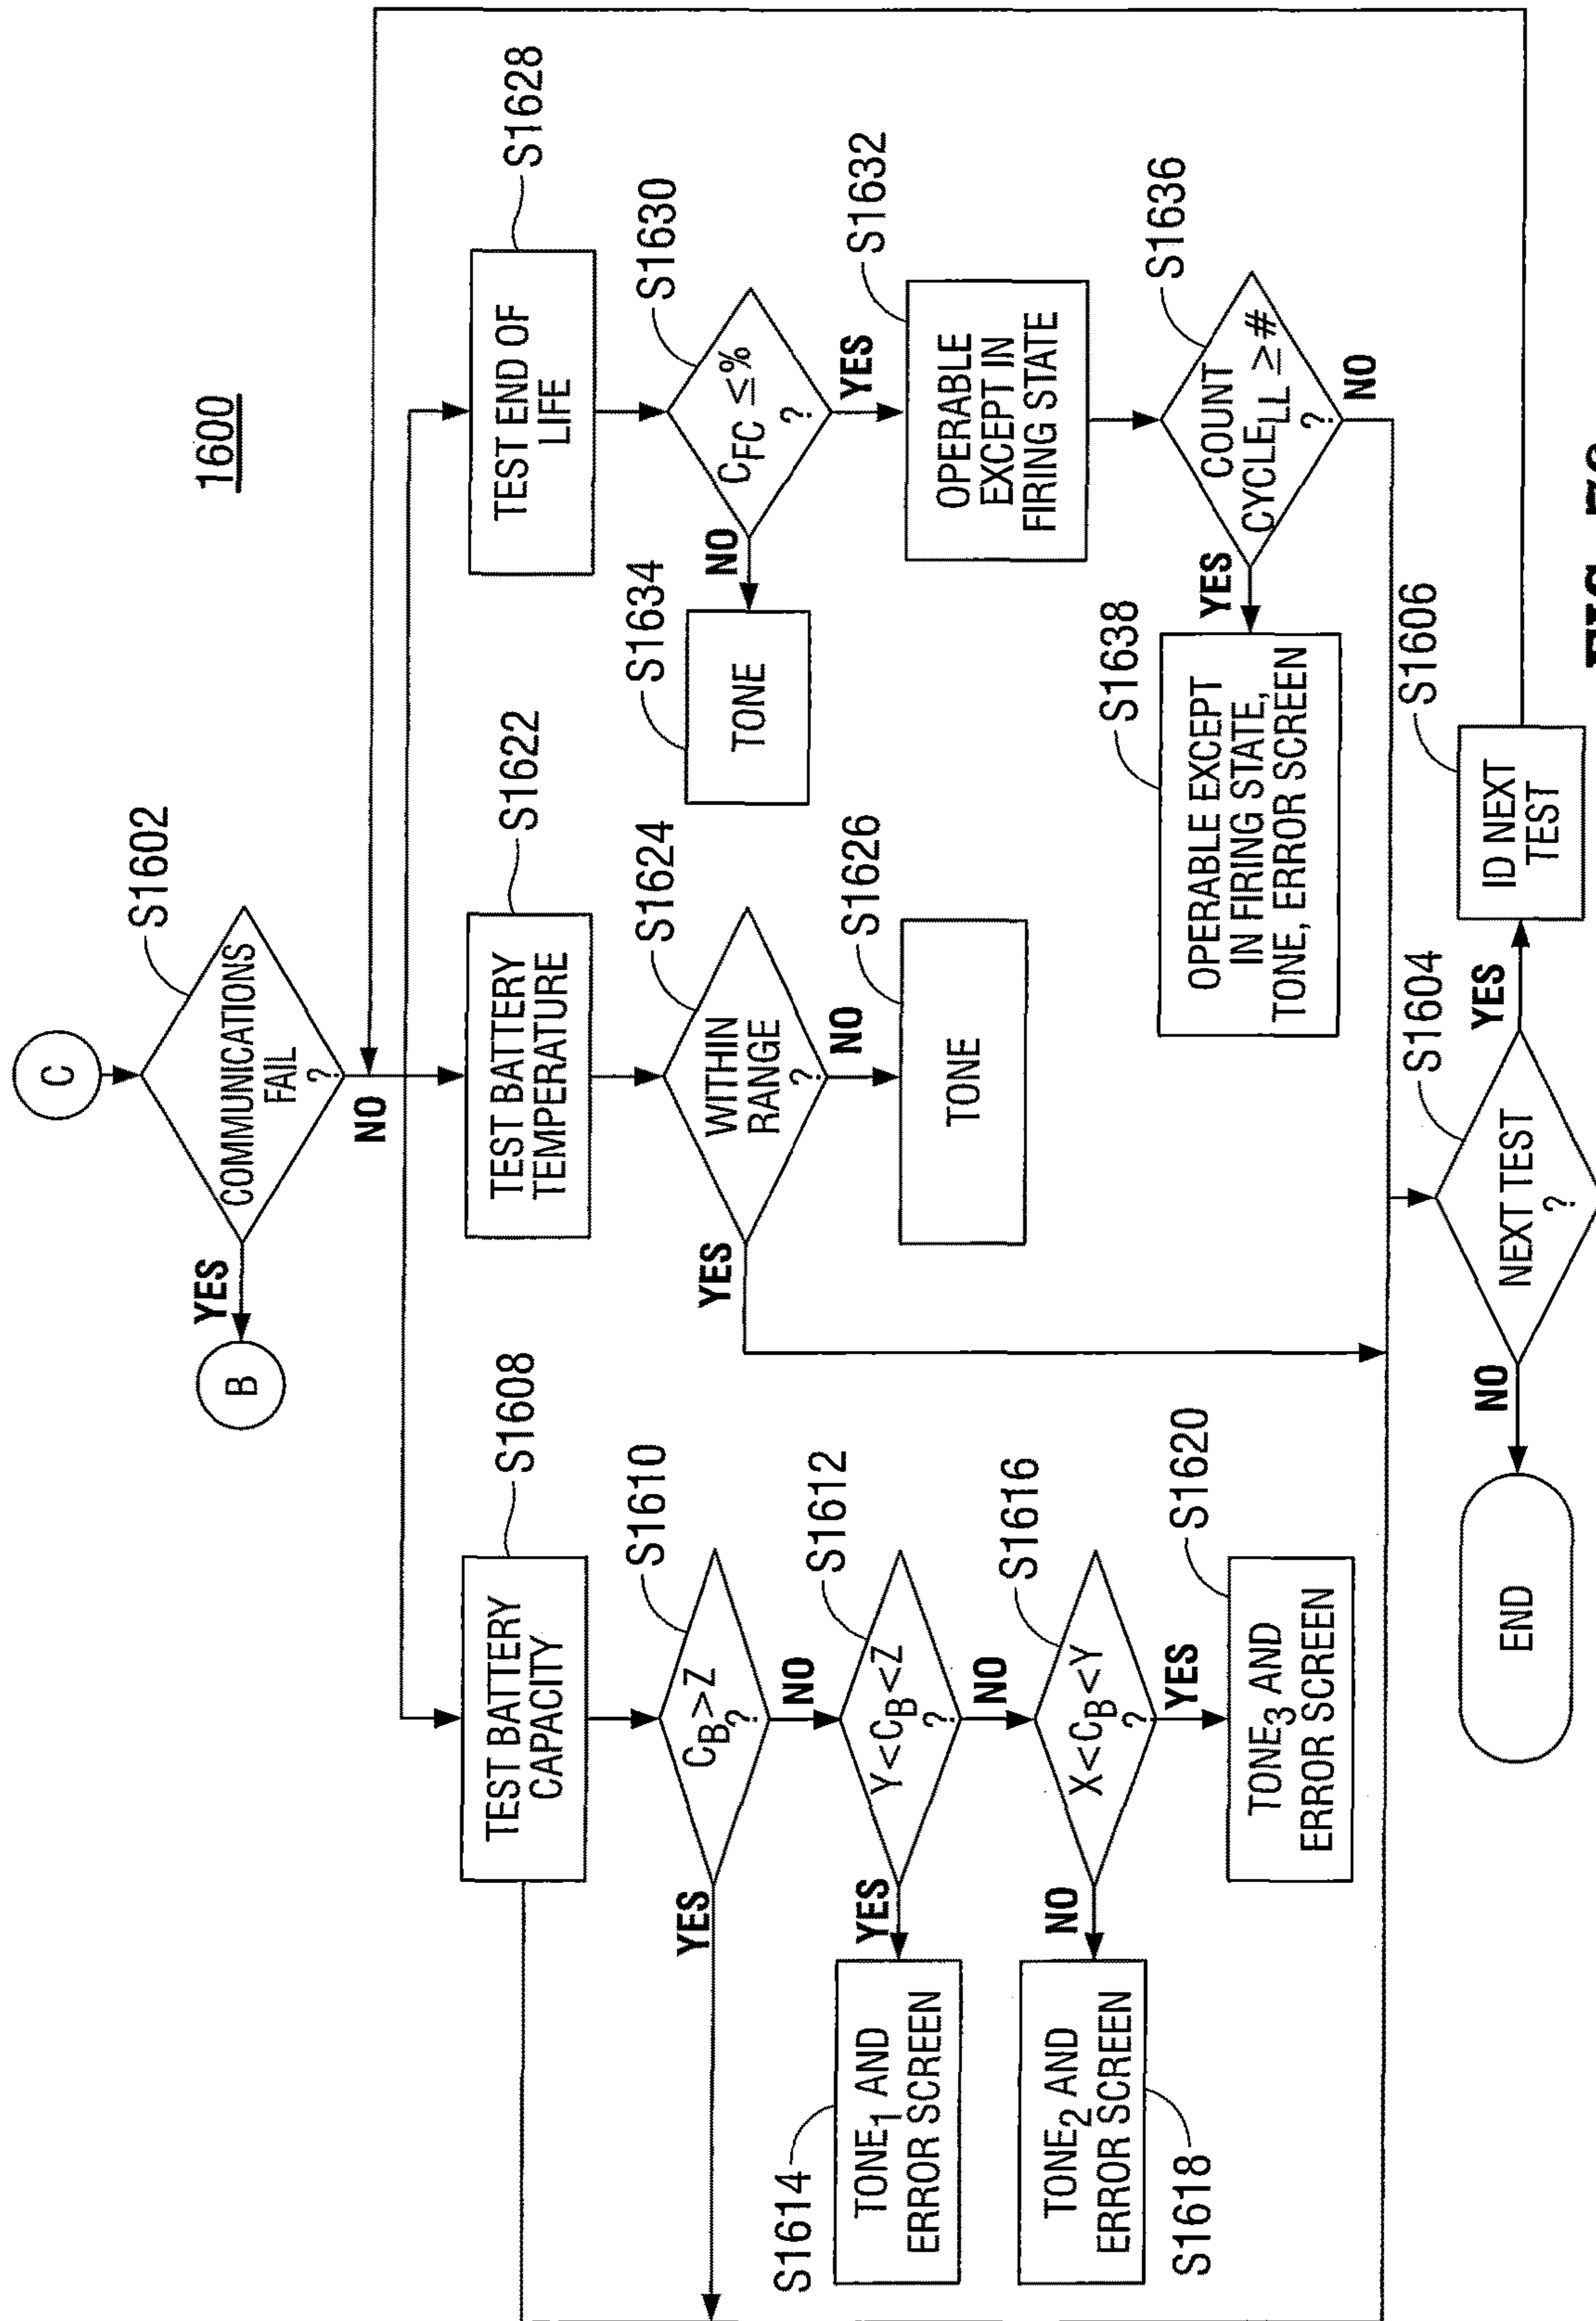 1600
C
COMMUNICATIONS
FAIL
?
S1602
YES
B
NO
TEST BATTERY
CAPACITY
S1608
C_B>Z
?
S1610
YES
NO
Y<C_B<Z
?
S1612
YES
TONE_1 AND
ERROR SCREEN
S1614
NO
X<C_B<Y
?
S1616
NO
TONE_2 AND
ERROR SCREEN
S1618
YES
TONE_3 AND
ERROR SCREEN
S1620
TEST BATTERY
TEMPERATURE
S1622
WITHIN
RANGE
?
S1624
YES
NO
TONE
S1626
TEST END OF
LIFE
S1628
C_FC ≤%
?
S1630
NO
TONE
S1634
YES
OPERABLE
EXCEPT IN
FIRING STATE
S1632
COUNT
CYCLE_LL ≥#
?
S1636
YES
OPERABLE EXCEPT
IN FIRING STATE,
TONE, ERROR SCREEN
S1638
NO
NEXT TEST
?
S1604
YES
ID NEXT
TEST
S1606
NO
END